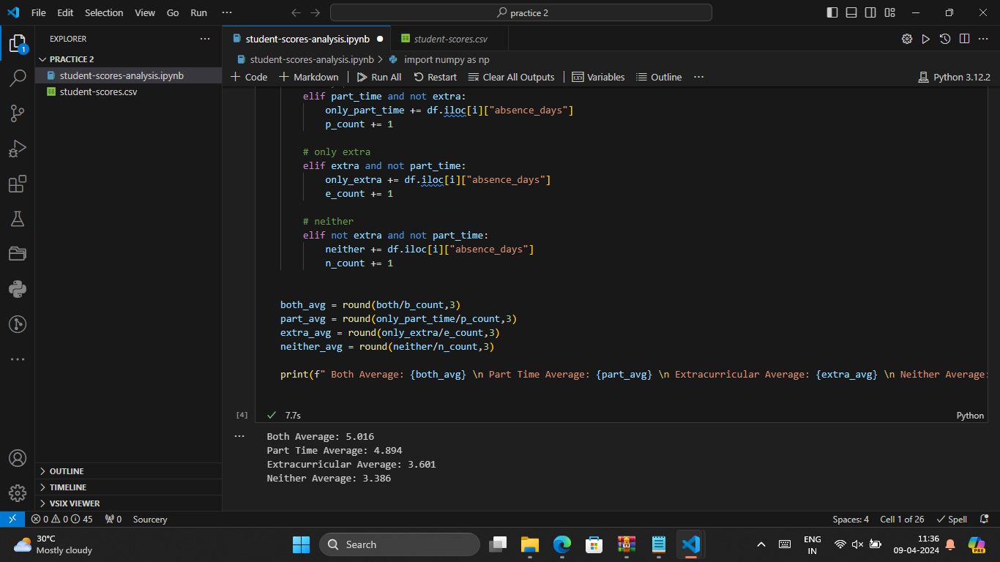 File Edit Selection View Go Run ···
practice 2
EXPLORER
PRACTICE 2
student-scores-analysis.ipynb
student-scores.csv
OUTLINE
TIMELINE
VSIX VIEWER
1
student-scores-analysis.ipynb student-scores.csv
student-scores-analysis.ipynb > import numpy as np
+ Code + Markdown Run All Restart Clear All Outputs Variables Outline ··· Python 3.12.2
elif part_time and not extra:
only_part_time += df.iloc[i]["absence_days"]
p_count += 1
# only extra
elif extra and not part_time:
only_extra += df.iloc[i]["absence_days"]
e_count += 1
# neither
elif not extra and not part_time:
neither += df.iloc[i]["absence_days"]
n_count += 1
both_avg = round(both/b_count,3)
part_avg = round(only_part_time/p_count,3)
extra_avg = round(only_extra/e_count,3)
neither_avg = round(neither/n_count,3)
print(f" Both Average: {both_avg} \n Part Time Average: {part_avg} \n Extracurricular Average: {extra_avg} \n Neither Average:
[4] 7.7s Python
Both Average: 5.016
Part Time Average: 4.894
Extracurricular Average: 3.601
Neither Average: 3.386
0 0 45 0 Sourcery Spaces: 4 Cell 1 of 26 Spell
30°C
Mostly cloudy
Search
ENG
IN
11:36
09-04-2024
PRE